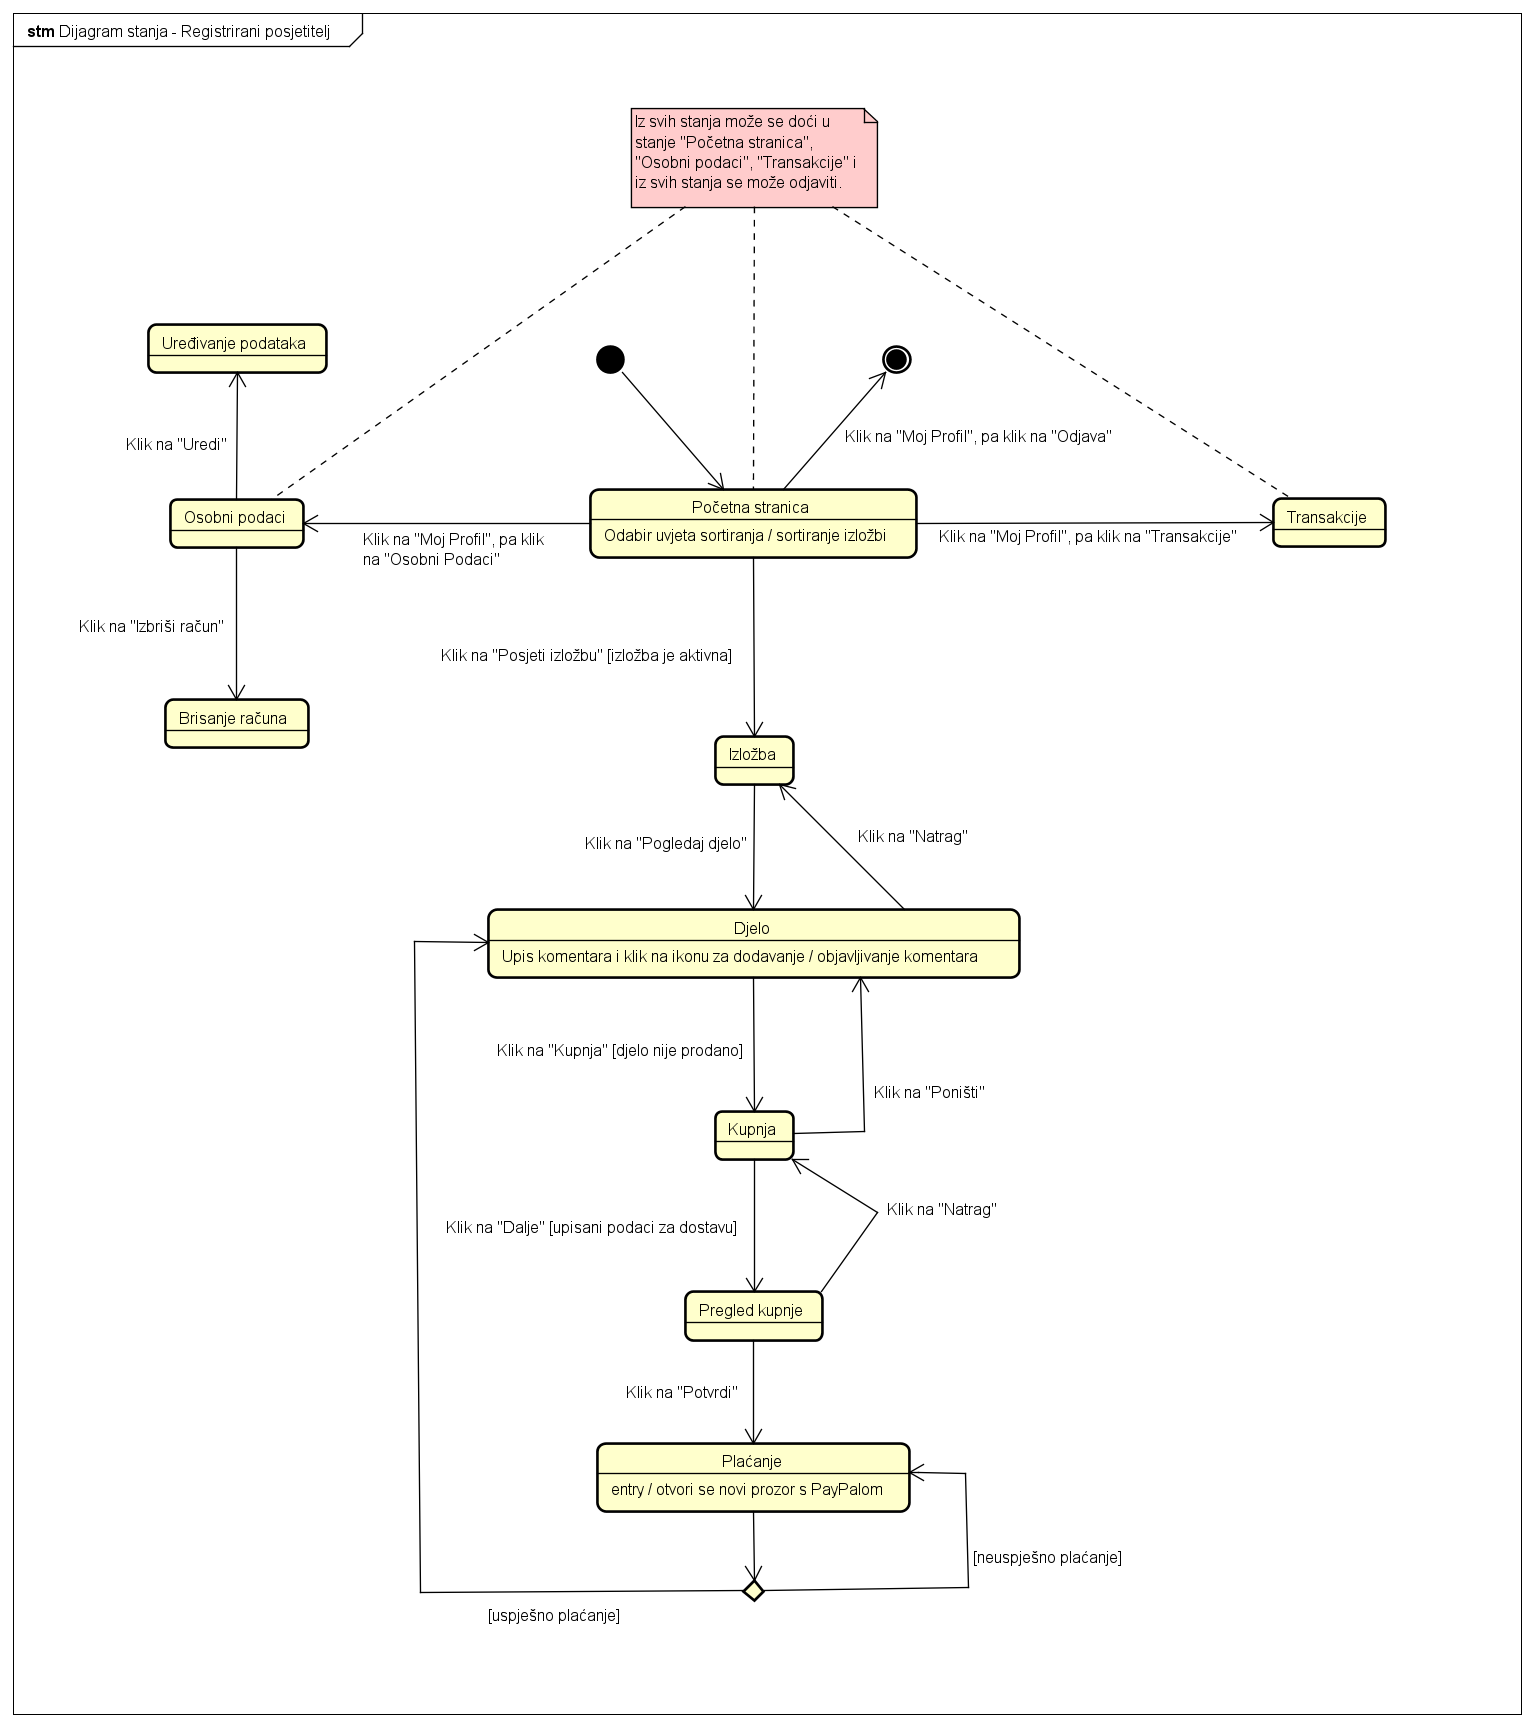 stm Dijagram stanja - Registrirani posjetitelj
Iz svih stanja može se doći u
stanje "Početna stranica",
"Osobni podaci", "Transakcije" i
iz svih stanja se može odjaviti.
Uređivanje podataka
Klik na "Uredi"
Klik na "Moj Profil", pa klik na "Odjava"
Osobni podaci
Početna stranica
Odabir uvjeta sortiranja / sortiranje izložbi
Transakcije
Klik na "Moj Profil", pa klik
na "Osobni Podaci"
Klik na "Moj Profil", pa klik na "Transakcije"
Klik na "Izbriši račun"
Klik na "Posjeti izložbu" [izložba je aktivna]
Brisanje računa
Izložba
Klik na "Pogledaj djelo"
Klik na "Natrag"
Djelo
Upis komentara i klik na ikonu za dodavanje / objavljivanje komentara
Klik na "Kupnja" [djelo nije prodano]
Klik na "Poništi"
Kupnja
Klik na "Dalje" [upisani podaci za dostavu]
Klik na "Natrag"
Pregled kupnje
Klik na "Potvrdi"
Plaćanje
entry / otvori se novi prozor s PayPalom
[neuspješno plaćanje]
[uspješno plaćanje]